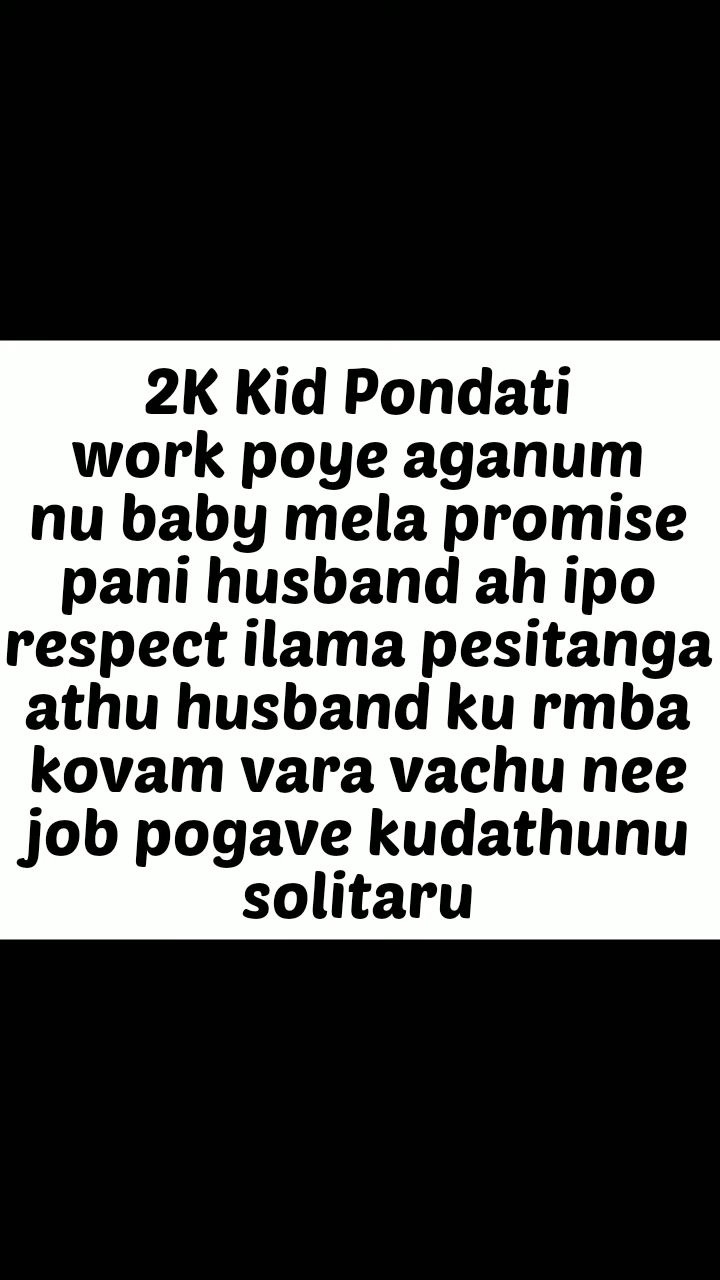 2K Kid Pondati
work poye aganum
nu baby mela promise
pani husband ah ipo
respect ilama pesitanga
athu husband ku rmba
kovam vara vachu nee
job pogave kudathunu
solitaru